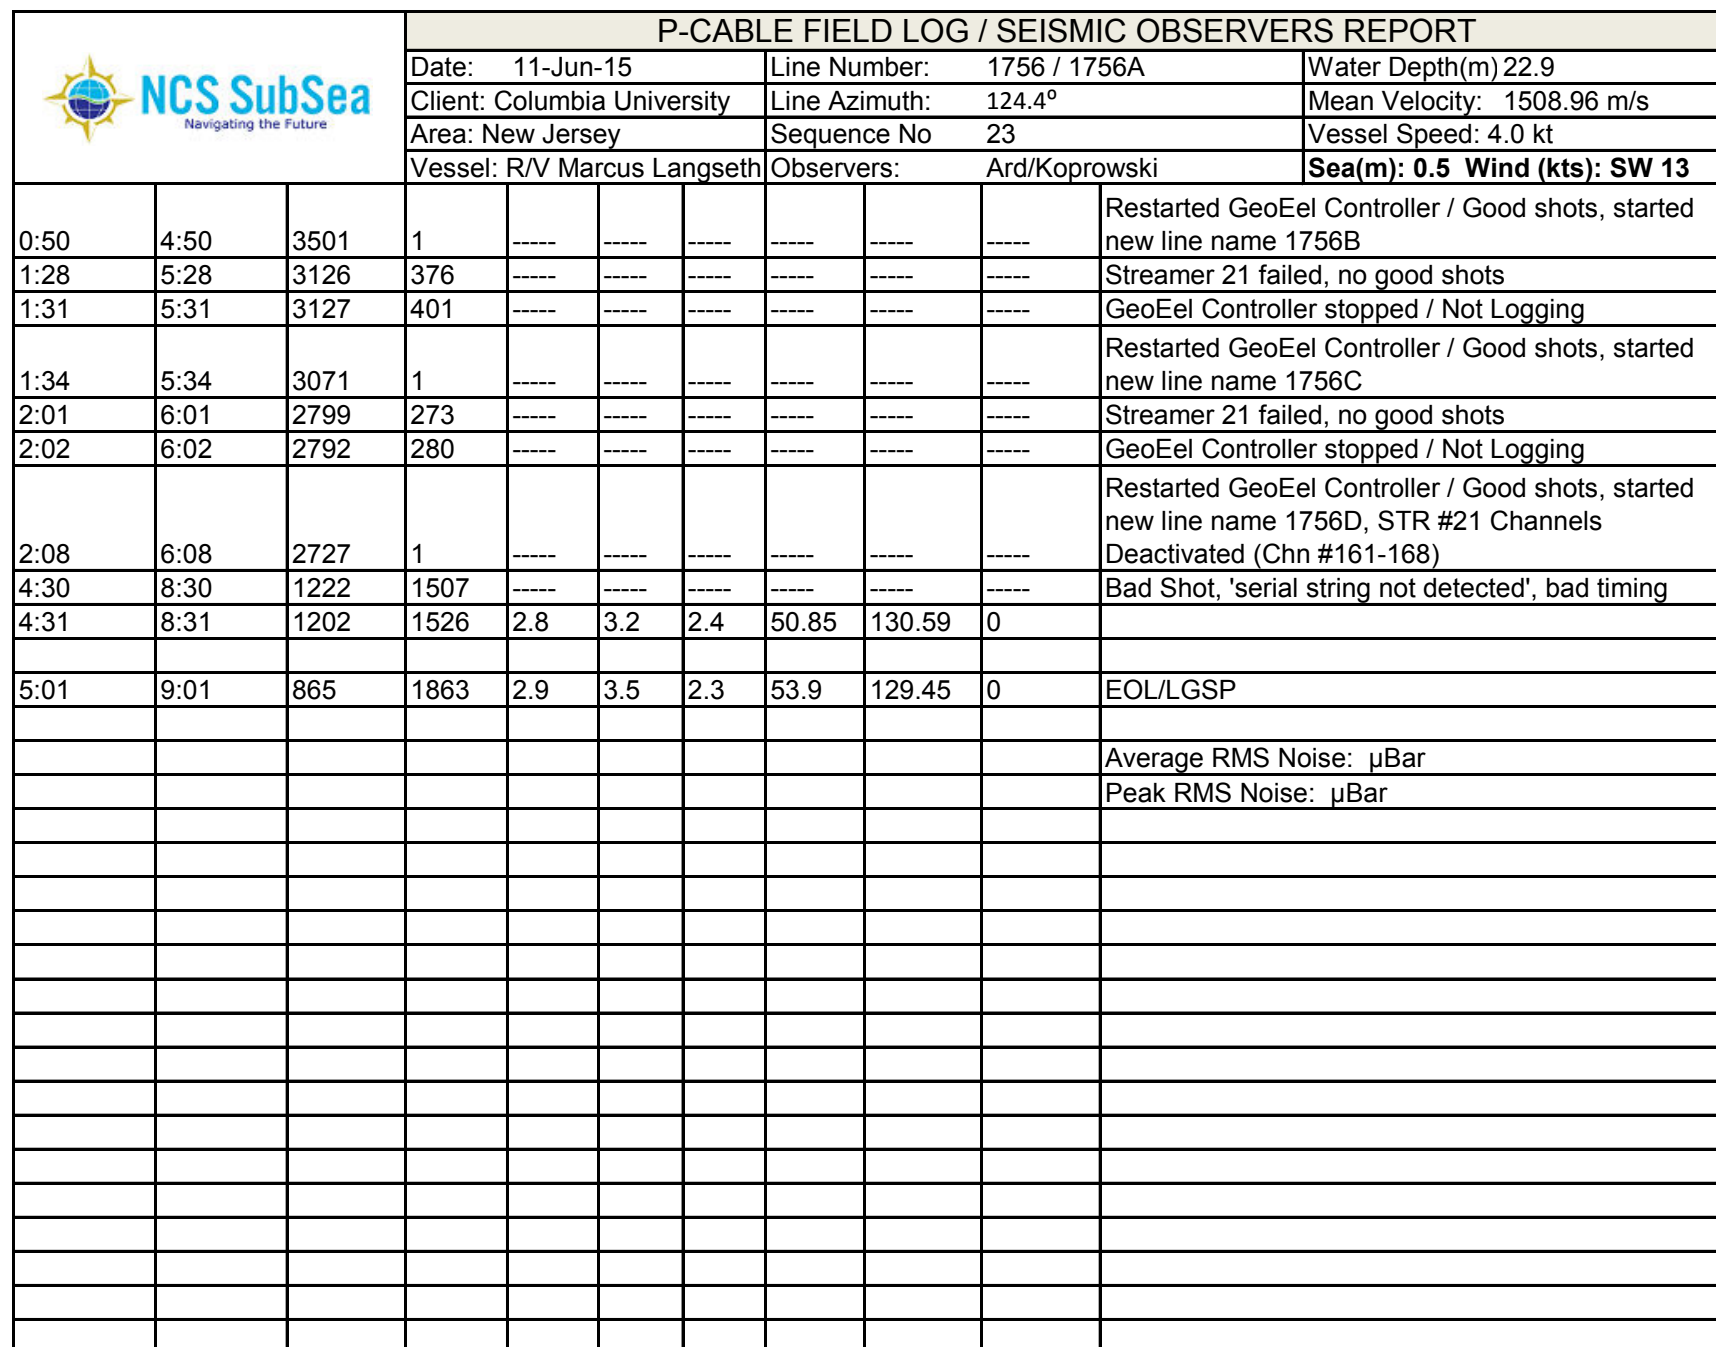 NCS SubSea
Navigating the Future
P-CABLE FIELD LOG / SEISMIC OBSERVERS REPORT
Date: 11-Jun-15 Line Number: 1756 / 1756A Water Depth(m) 22.9
Client: Columbia University Line Azimuth: 124.4⁰ Mean Velocity: 1508.96 m/s
Area: New Jersey Sequence No 23 Vessel Speed: 4.0 kt
Vessel: R/V Marcus Langseth Observers: Ard/Koprowski Sea(m): 0.5 Wind (kts): SW 13
Restarted GeoEel Controller / Good shots, started
0:50 4:50 3501 1 ----- ----- ----- ----- ----- ----- new line name 1756B
1:28 5:28 3126 376 ----- ----- ----- ----- ----- ----- Streamer 21 failed, no good shots
1:31 5:31 3127 401 ----- ----- ----- ----- ----- ----- GeoEel Controller stopped / Not Logging
Restarted GeoEel Controller / Good shots, started
1:34 5:34 3071 1 ----- ----- ----- ----- ----- ----- new line name 1756C
2:01 6:01 2799 273 ----- ----- ----- ----- ----- ----- Streamer 21 failed, no good shots
2:02 6:02 2792 280 ----- ----- ----- ----- ----- ----- GeoEel Controller stopped / Not Logging
Restarted GeoEel Controller / Good shots, started
new line name 1756D, STR #21 Channels
2:08 6:08 2727 1 ----- ----- ----- ----- ----- ----- Deactivated (Chn #161-168)
4:30 8:30 1222 1507 ----- ----- ----- ----- ----- ----- Bad Shot, 'serial string not detected', bad timing
4:31 8:31 1202 1526 2.8 3.2 2.4 50.85 130.59 0
5:01 9:01 865 1863 2.9 3.5 2.3 53.9 129.45 0 EOL/LGSP
Average RMS Noise: µBar
Peak RMS Noise: µBar